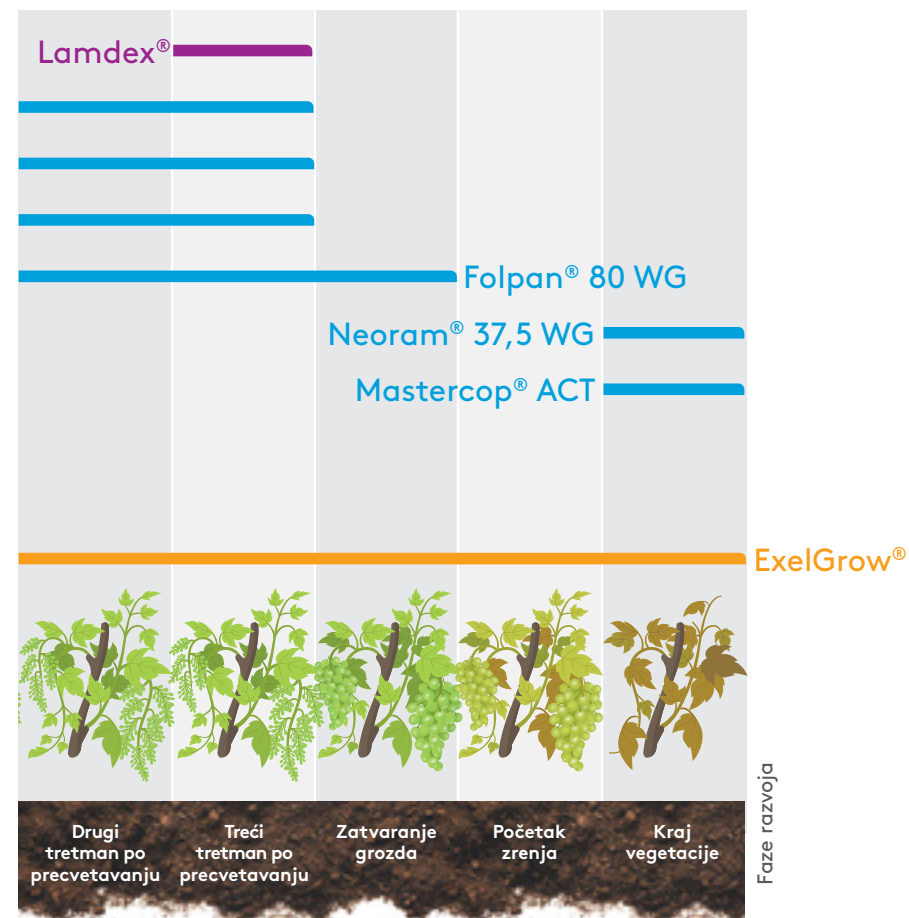 Lamdex®
Folpan® 80 WG
Neoram® 37,5 WG
Mastercop® ACT
ExelGrow®
Drugi
tretman po
precvetavanju
Treći
tretman po
precvetavanju
Zatvaranje
grozda
Početak
zrenja
Kraj
vegetacije
Faze razvoja